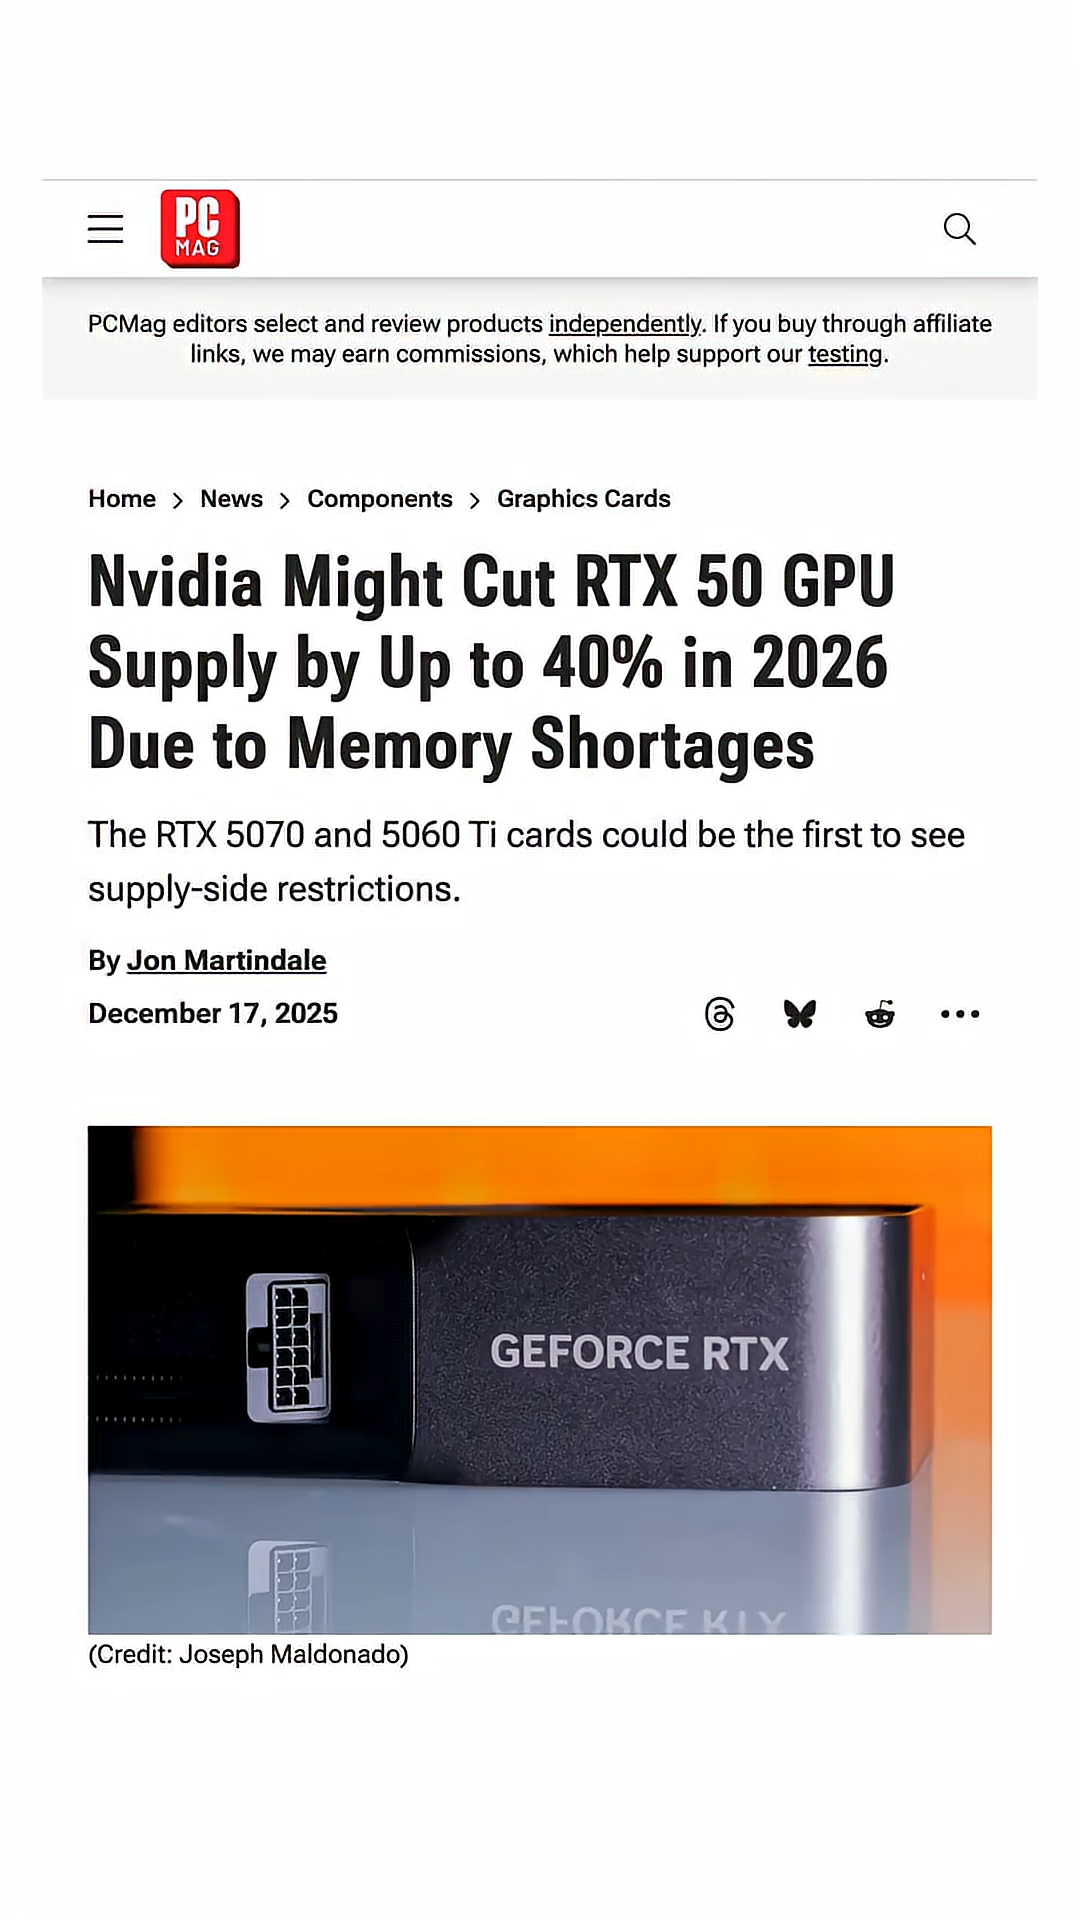 PC
MAG
PCMag editors select and review products independently. If you buy through affiliate
links, we may earn commissions, which help support our testing.
Home > News > Components > Graphics Cards
Nvidia Might Cut RTX 50 GPU
Supply by Up to 40% in 2026
Due to Memory Shortages
The RTX 5070 and 5060 Ti cards could be the first to see
supply-side restrictions.
By Jon Martindale
December 17, 2025
GEFORCE RTX
GEFORCE RTX
(Credit: Joseph Maldonado)